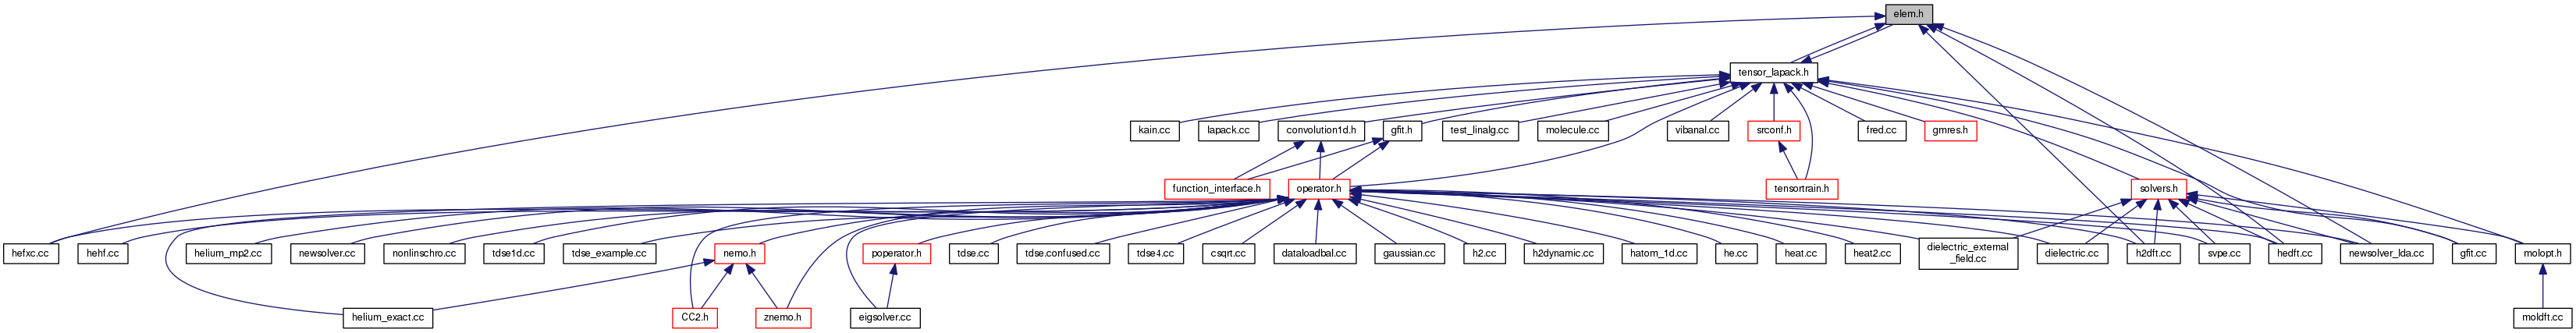 elem.h
tensor_lapack.h
kain.cc
lapack.cc
convolution1d.h
gfit.h
test_linalg.cc
molecule.cc
vibanal.cc
srconf.h
fred.cc
gmres.h
function_interface.h
operator.h
tensortrain.h
solvers.h
hefxc.cc
hehf.cc
helium_mp2.cc
newsolver.cc
nonlinschro.cc
tdse1d.cc
tdse_example.cc
nemo.h
poperator.h
tdse.cc
tdse.confused.cc
tdse4.cc
csqrt.cc
dataloadbal.cc
gaussian.cc
h2.cc
h2dynamic.cc
hatom_1d.cc
he.cc
heat.cc
heat2.cc
dielectric_external
_field.cc
dielectric.cc
h2dft.cc
svpe.cc
hedft.cc
newsolver_lda.cc
gfit.cc
molopt.h
helium_exact.cc
CC2.h
znemo.h
eigsolver.cc
moldft.cc